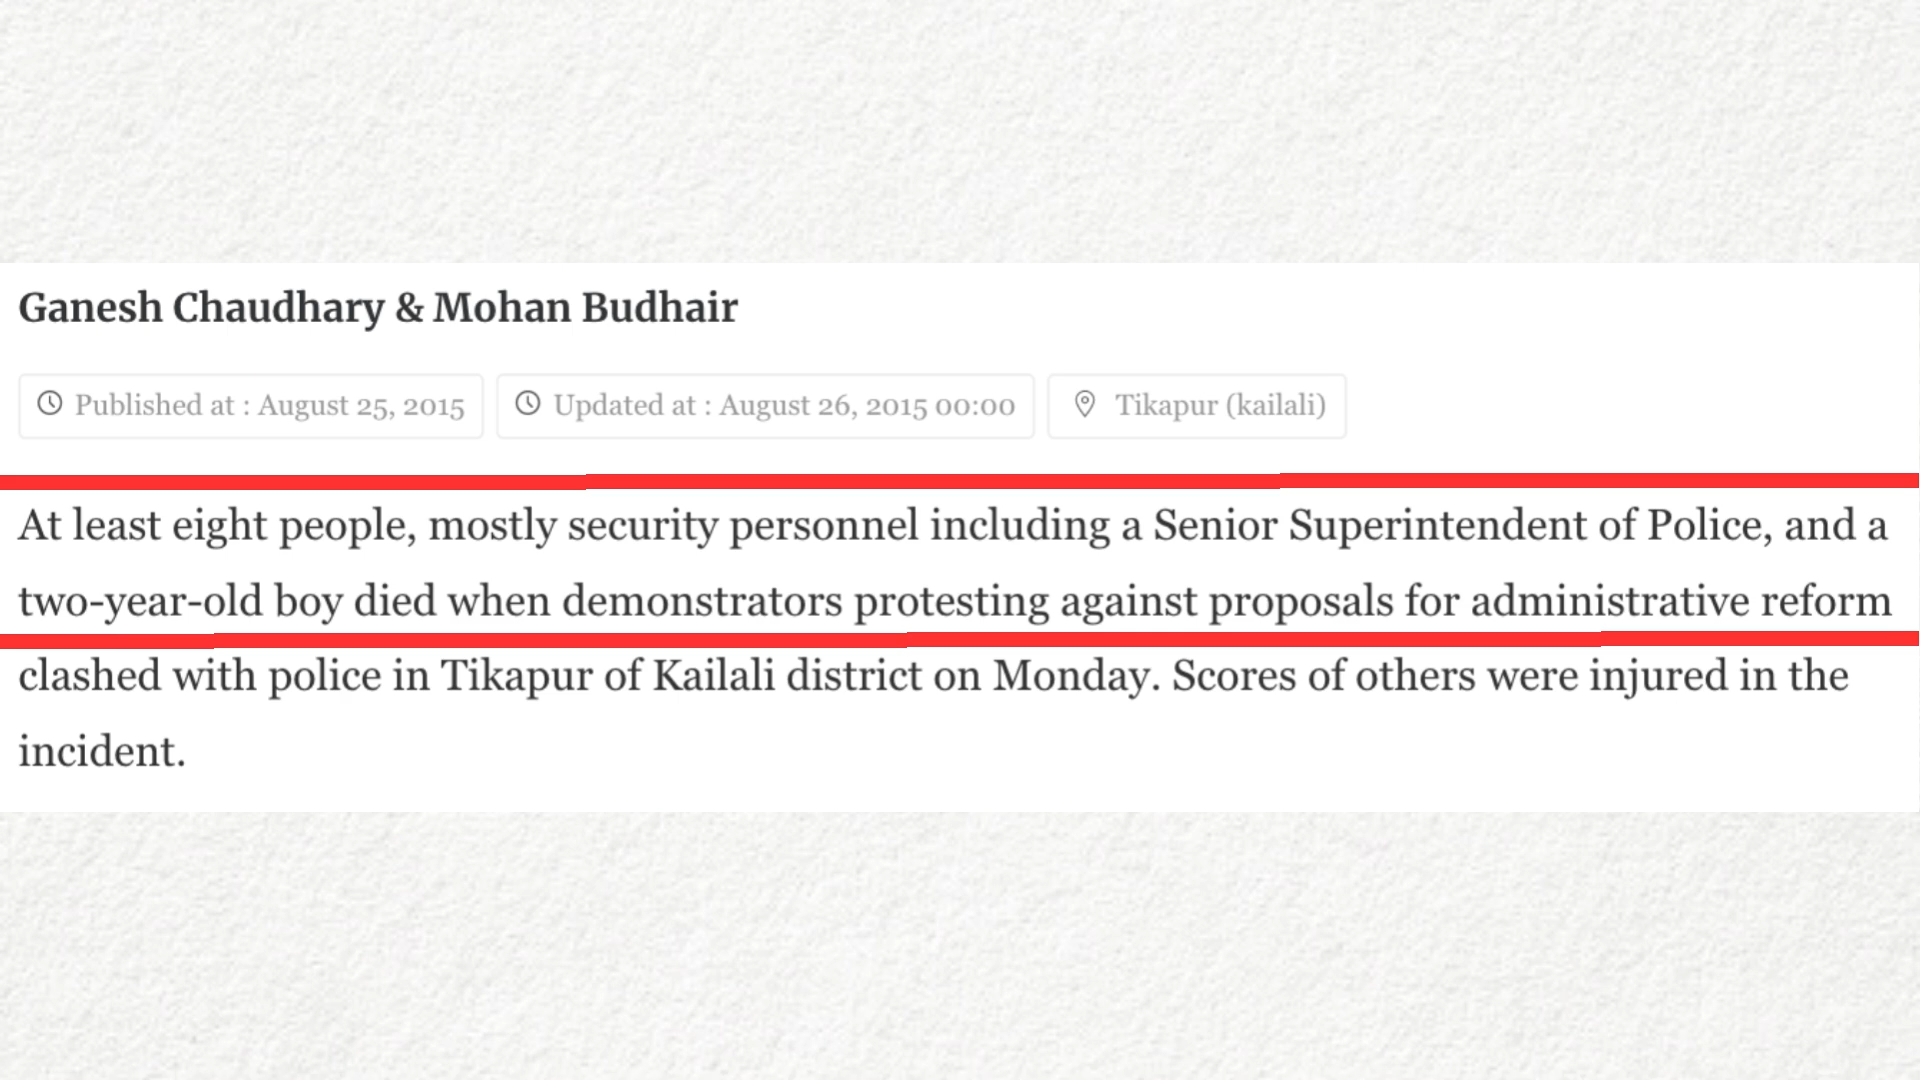 Ganesh Chaudhary & Mohan Budhair
Published at : August 25, 2015 Updated at : August 26, 2015 00:00 Tikapur (kailali)
At least eight people, mostly security personnel including a Senior Superintendent of Police, and a
two-year-old boy died when demonstrators protesting against proposals for administrative reform
clashed with police in Tikapur of Kailali district on Monday. Scores of others were injured in the
incident.